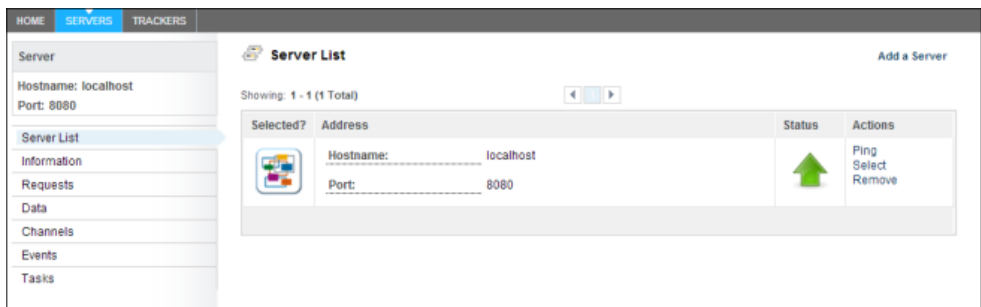 HOME SERVERS TRACKERS
Server
Hostname: localhost
Port: 8080
Server List
Information
Requests
Data
Channels
Events
Tasks
Server List
Add a Server
Showing: 1 - 1 (1 Total)
1
Selected? Address Status Actions
Hostname: localhost
Port: 8080
Ping
Select
Remove